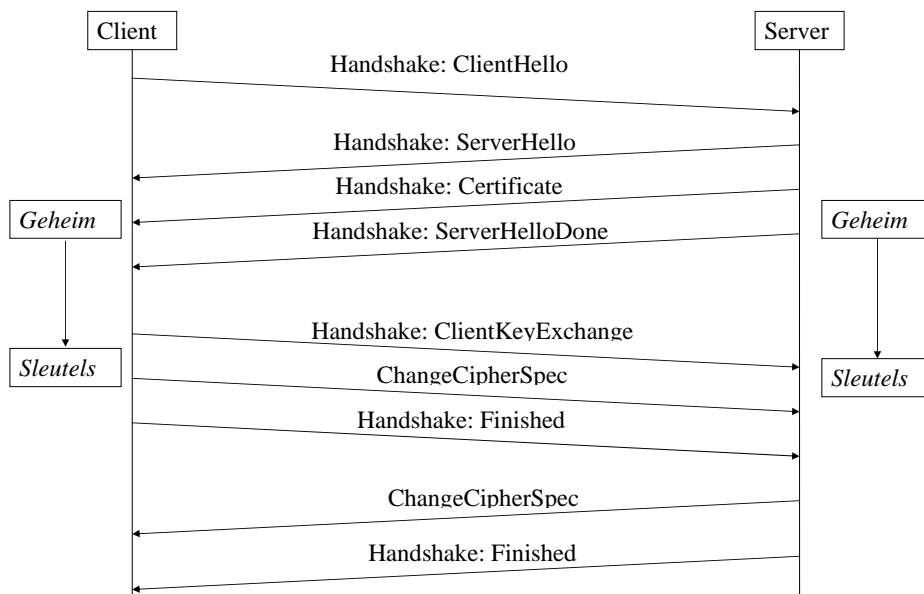 Client
Server
Handshake: ClientHello
Handshake: ServerHello
Handshake: Certificate
Geheim
Geheim
Handshake: ServerHelloDone
Handshake: ClientKeyExchange
Sleutels
Sleutels
ChangeCipherSpec
Handshake: Finished
ChangeCipherSpec
Handshake: Finished